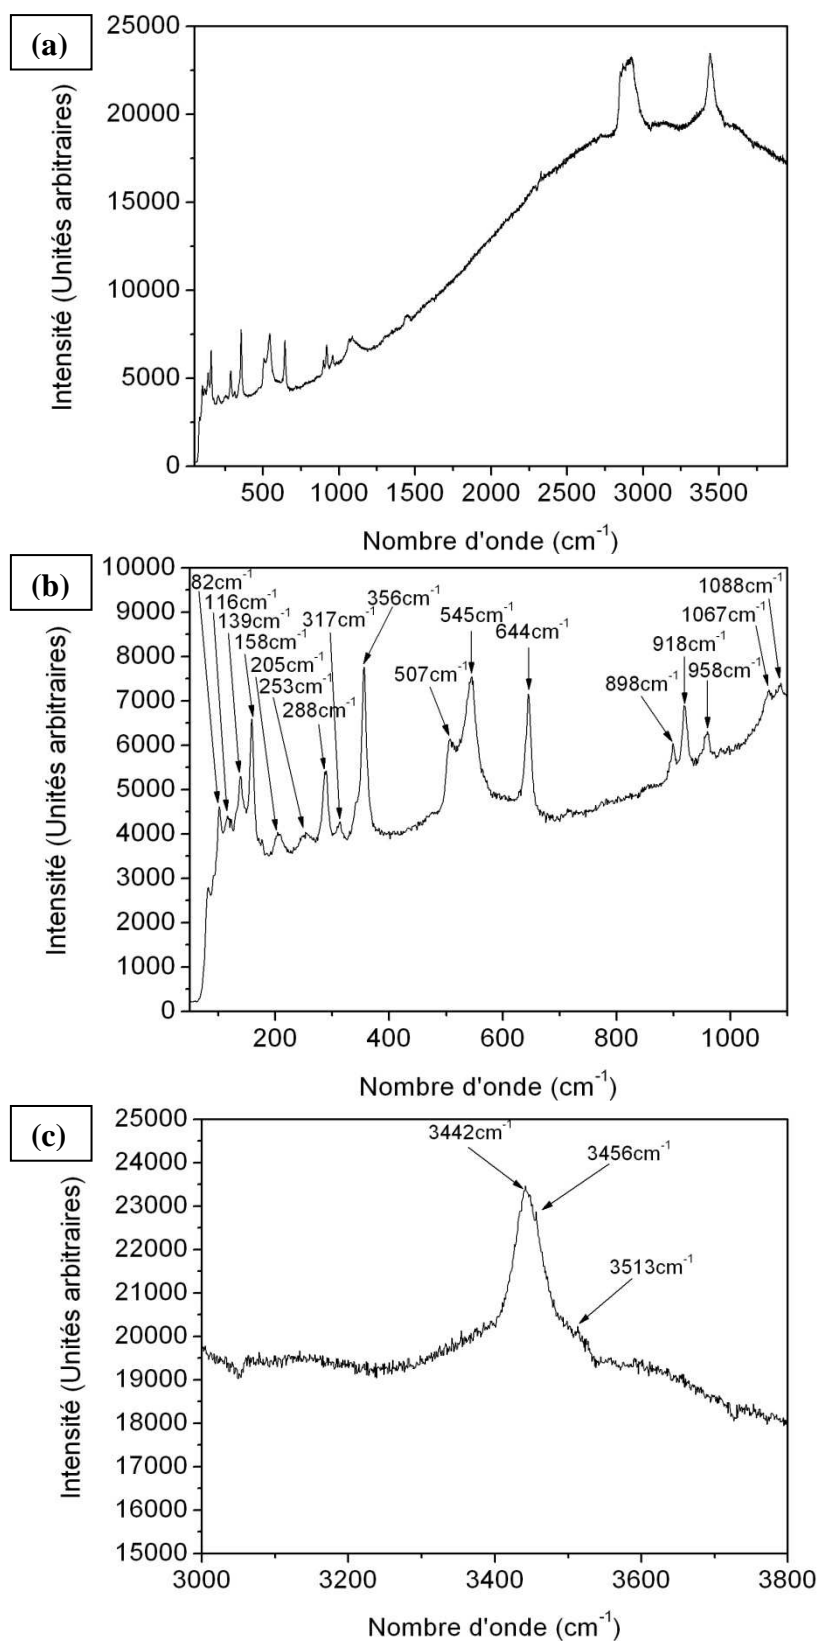 (a)
25000
20000
15000
10000
5000
0
Intensité (Unités arbitraires)
500 1000 1500 2000 2500 3000 3500
Nombre d'onde (cm⁻¹)
(b)
10000
9000
8000
7000
6000
5000
4000
3000
2000
1000
0
Intensité (Unités arbitraires)
82cm⁻¹
116cm⁻¹
139cm⁻¹
158cm⁻¹
205cm⁻¹
253cm⁻¹
288cm⁻¹
317cm⁻¹
356cm⁻¹
507cm⁻¹
545cm⁻¹
644cm⁻¹
898cm⁻¹
918cm⁻¹
958cm⁻¹
1067cm⁻¹
1088cm⁻¹
200 400 600 800 1000
Nombre d'onde (cm⁻¹)
(c)
25000
24000
23000
22000
21000
20000
19000
18000
17000
16000
15000
Intensité (Unités arbitraires)
3442cm⁻¹
3456cm⁻¹
3513cm⁻¹
3000 3200 3400 3600 3800
Nombre d'onde (cm⁻¹)